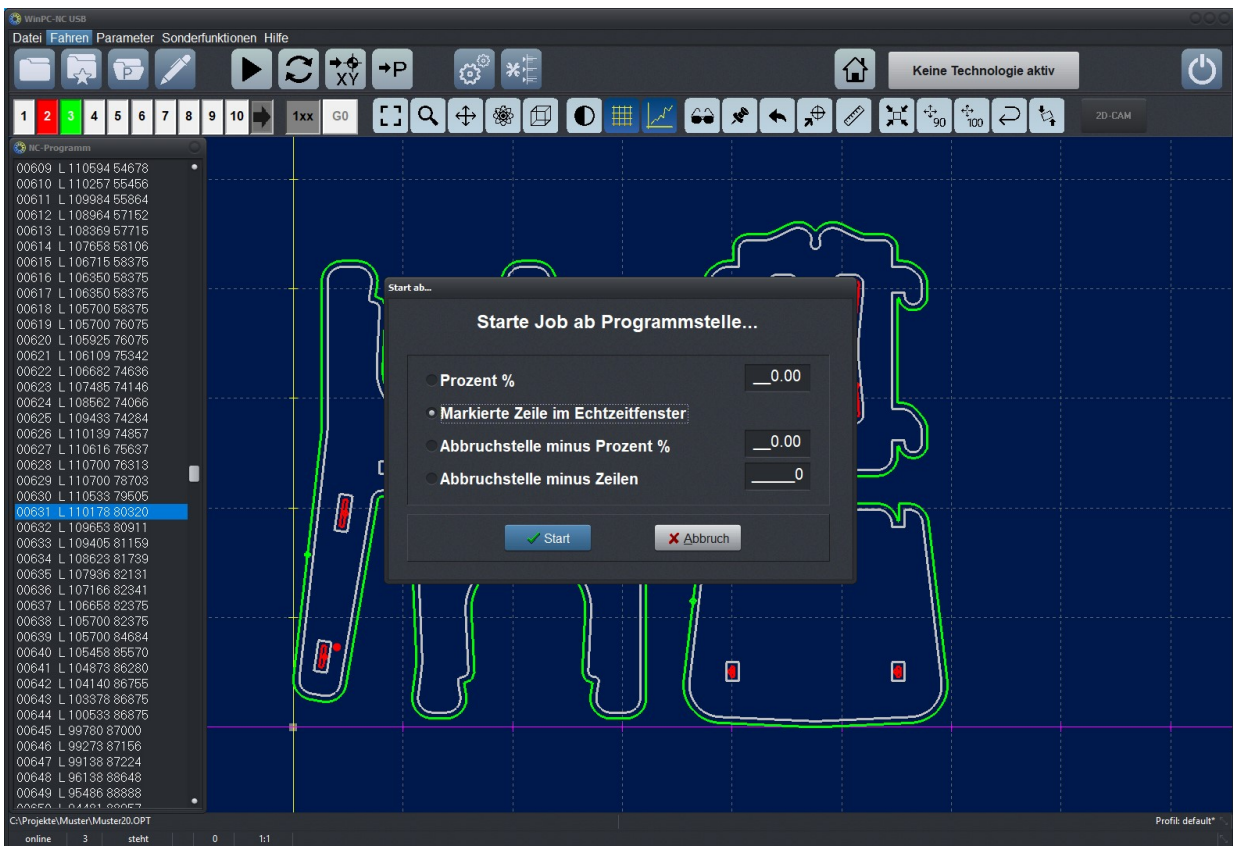 WinPC-NC USB
Datei Fahren Parameter Sonderfunktionen Hilfe
P XY P Keine Technologie aktiv
1 2 3 4 5 6 7 8 9 10 1xx G0 90 100 2D-CAM
NC-Programm
00609 L 110594 54678
00610 L 110257 55456
00611 L 109984 55864
00612 L 108964 57152
00613 L 108369 57715
00614 L 107658 58106
00615 L 106715 58375
00616 L 106350 58375
00617 L 106350 58375
00618 L 105700 58375
00619 L 105700 76075
00620 L 105925 76075
00621 L 106109 75342
00622 L 106682 74636
00623 L 107485 74146
00624 L 108562 74066
00625 L 109433 74284
00626 L 110139 74857
00627 L 110616 75637
00628 L 110700 76313
00629 L 110700 78703
00630 L 110533 79505
00631 L 110178 80320
00632 L 109653 80911
00633 L 109405 81159
00634 L 108623 81739
00635 L 107936 82131
00636 L 107166 82341
00637 L 106658 82375
00638 L 105700 82375
00639 L 105700 84684
00640 L 105458 85570
00641 L 104873 86280
00642 L 104140 86755
00643 L 103378 86875
00644 L 100533 86875
00645 L 99780 87000
00646 L 99273 87156
00647 L 99138 87224
00648 L 96138 88648
00649 L 95486 88888
Start ab...
Starte Job ab Programmstelle...
Prozent % __0.00
Markierte Zeile im Echtzeitfenster
Abbruchstelle minus Prozent % __0.00
Abbruchstelle minus Zeilen _____0
Start Abbruch
C:\Projekte\Muster\Muster20.OPT Profil: default*
online 3 steht 0 1:1